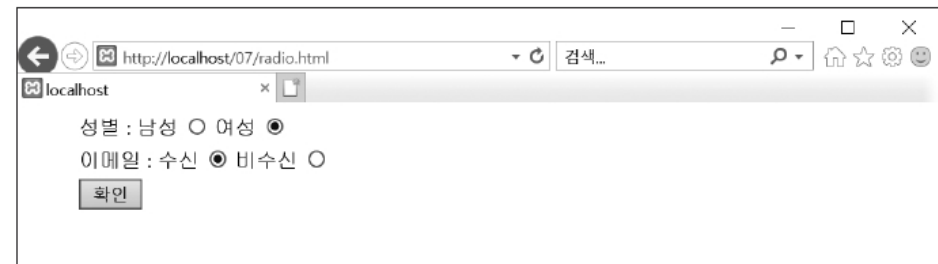 http://localhost/07/radio.html 검색...
localhost
성별 : 남성 여성
이메일 : 수신 비수신
확인